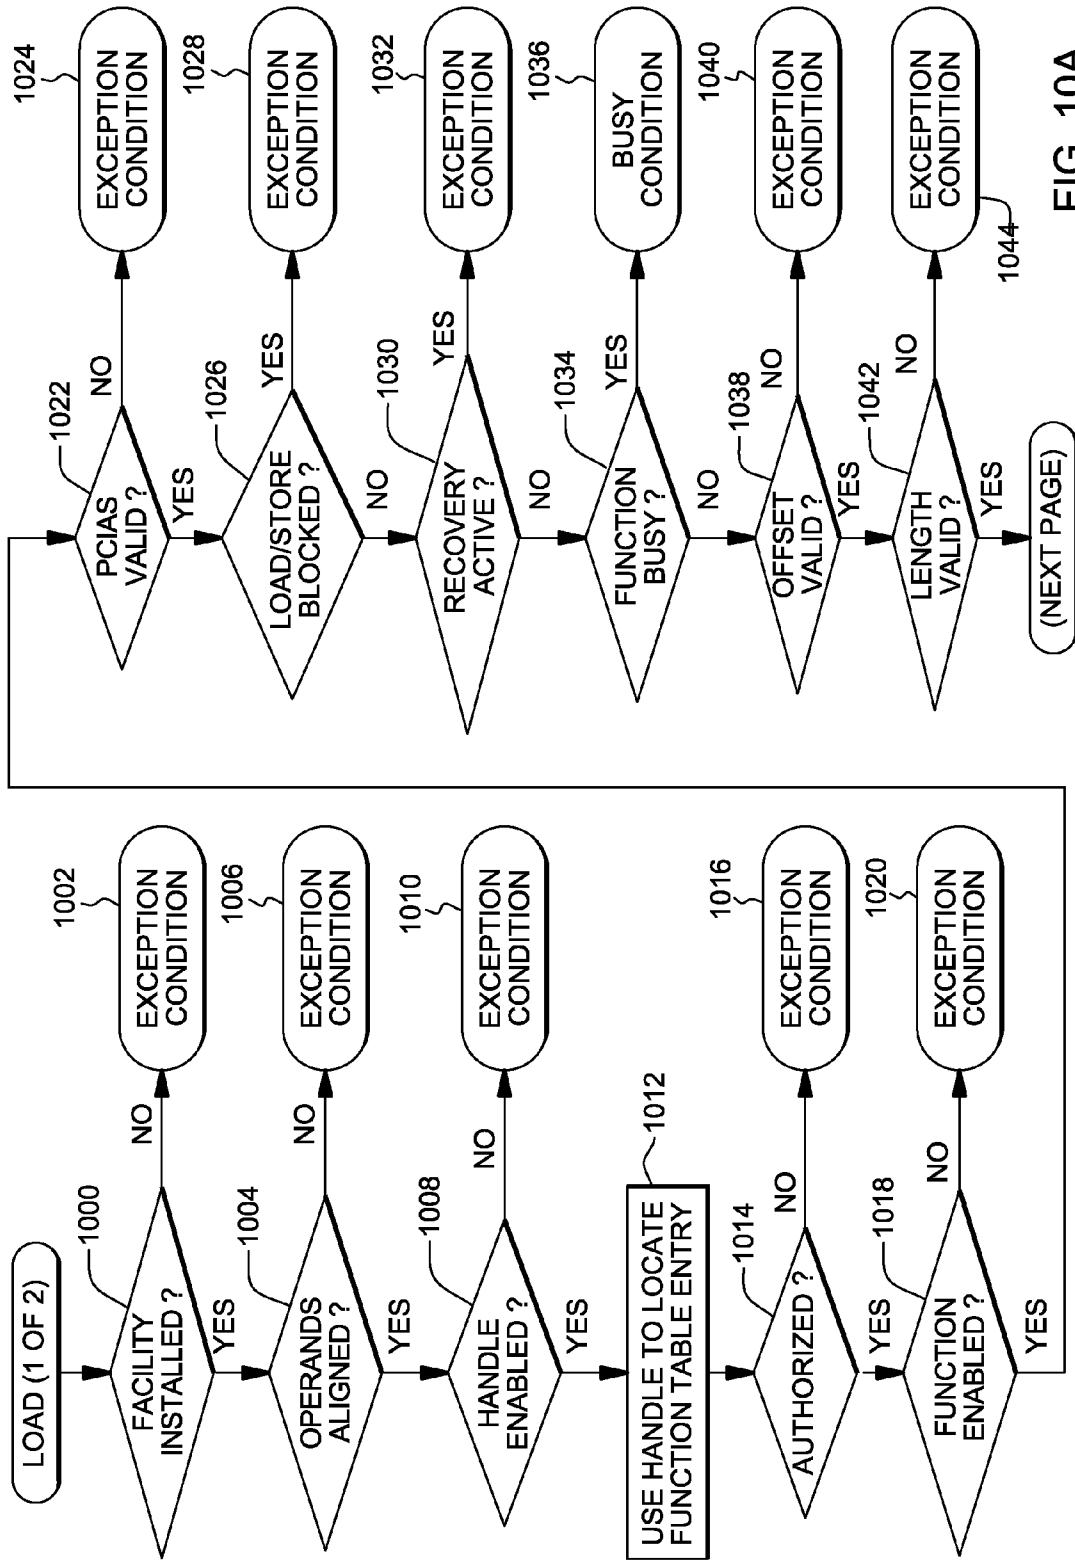 LOAD (1 OF 2)
1000
FACILITY
INSTALLED ?
NO
1002
EXCEPTION
CONDITION
YES
1004
OPERANDS
ALIGNED ?
NO
1006
EXCEPTION
CONDITION
YES
1008
HANDLE
ENABLED ?
NO
1010
EXCEPTION
CONDITION
YES
1012
USE HANDLE TO LOCATE
FUNCTION TABLE ENTRY
1014
AUTHORIZED ?
NO
1016
EXCEPTION
CONDITION
YES
1018
FUNCTION
ENABLED ?
NO
1020
EXCEPTION
CONDITION
YES
1022
PCIAS
VALID ?
NO
1024
EXCEPTION
CONDITION
YES
1026
LOAD/STORE
BLOCKED ?
YES
1028
EXCEPTION
CONDITION
NO
1030
RECOVERY
ACTIVE ?
YES
1032
EXCEPTION
CONDITION
NO
1034
FUNCTION
BUSY ?
YES
1036
BUSY
CONDITION
NO
1038
OFFSET
VALID ?
NO
1040
EXCEPTION
CONDITION
YES
1042
LENGTH
VALID ?
NO
EXCEPTION
CONDITION
1044
YES
(NEXT PAGE)
FIG. 10A